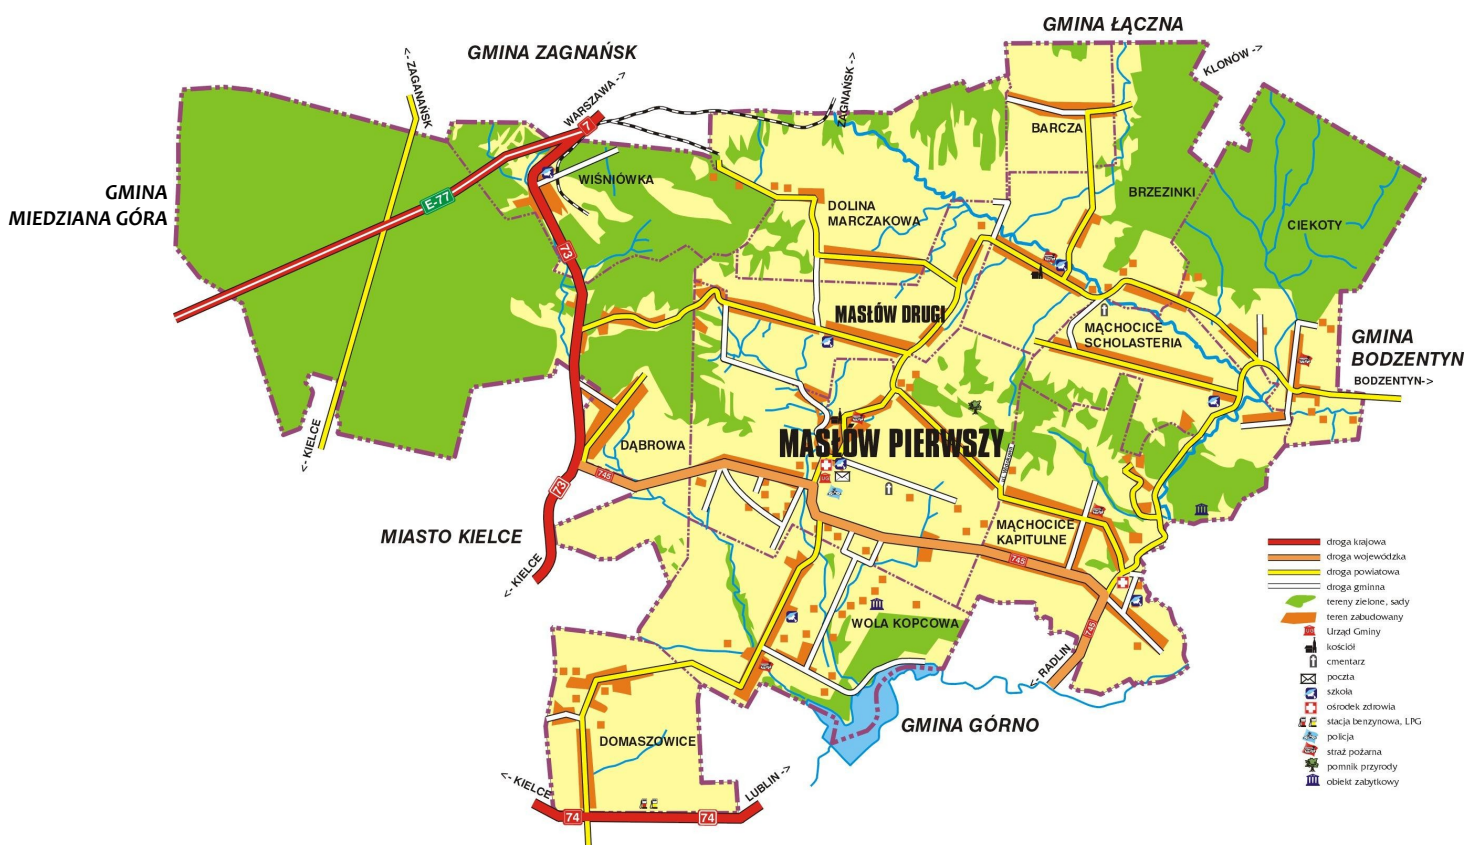 GMINA ŁĄCZNA
GMINA ZAGNAŃSK
<- ZAGANAŃSK
WARSZAWA ->
ZAGNAŃSK ->
KLONÓW ->
7
BARCZA
WIŚNIÓWKA
BRZEZINKI
GMINA
MIEDZIANA GÓRA
E-77
DOLINA
MARCZAKOWA
CIEKOTY
73
MASŁÓW DRUGI
MĄCHOCICE
SCHOLASTERIA
GMINA
BODZENTYN
BODZENTYN->
<- KIELCE
DĄBROWA
MASŁÓW PIERWSZY
745
73
MIASTO KIELCE
MĄCHOCICE
KAPITULNE
745
<- KIELCE
WOLA KOPCOWA
745
<- RADLIN
GMINA GÓRNO
DOMASZOWICE
<- KIELCE
LUBLIN ->
74
74
droga krajowa
droga wojewódzka
droga powiatowa
droga gminna
tereny zielone, sady
teren zabudowany
Urząd Gminy
kościół
cmentarz
poczta
szkoła
ośrodek zdrowia
stacja benzynowa, LPG
policja
straż pożarna
pomnik przyrody
obiekt zabytkowy